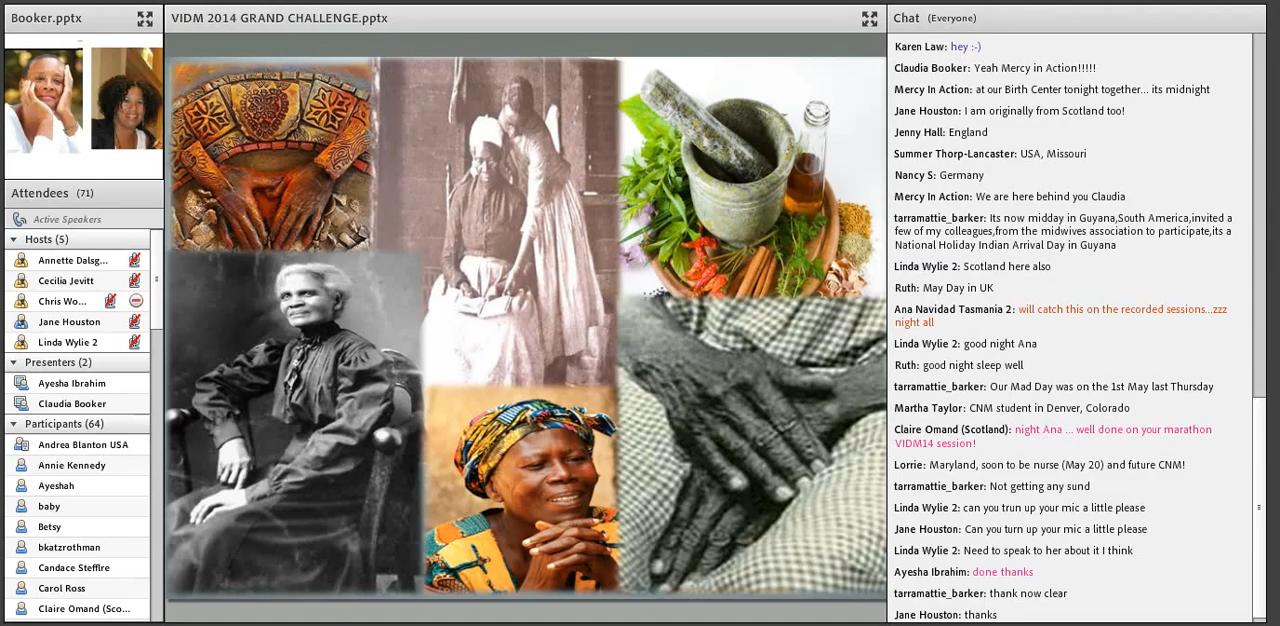 Booker.pptx
Attendees (71)
Active Speakers
Hosts (5)
Annette Dalsg...
Cecilia Jevitt
Chris Wo...
Jane Houston
Linda Wylie 2
Presenters (2)
Ayesha Ibrahim
Claudia Booker
Participants (64)
Andrea Blanton USA
Annie Kennedy
Ayeshah
baby
Betsy
bkatzrothman
Candace Steffire
Carol Ross
Claire Omand (Sco...
VIDM 2014 GRAND CHALLENGE.pptx
Chat (Everyone)
Karen Law: hey :-)
Claudia Booker: Yeah Mercy in Action!!!!!
Mercy In Action: at our Birth Center tonight together... its midnight
Jane Houston: I am originally from Scotland too!
Jenny Hall: England
Summer Thorp-Lancaster: USA, Missouri
Nancy S: Germany
Mercy In Action: We are here behind you Claudia
tarramattie_barker: Its now midday in Guyana,South America,invited a
few of my colleagues,from the midwives association to participate,its a
National Holiday Indian Arrival Day in Guyana
Linda Wylie 2: Scotland here also
Ruth: May Day in UK
Ana Navidad Tasmania 2: will catch this on the recorded sessions...zzz
night all
Linda Wylie 2: good night Ana
Ruth: good night sleep well
tarramattie_barker: Our Mad Day was on the 1st May last Thursday
Martha Taylor: CNM student in Denver, Colorado
Claire Omand (Scotland): night Ana ... well done on your marathon
VIDM14 session!
Lorrie: Maryland, soon to be nurse (May 20) and future CNM!
tarramattie_barker: Not getting any sund
Linda Wylie 2: can you trun up your mic a little please
Jane Houston: Can you turn up your mic a little please
Linda Wylie 2: Need to speak to her about it I think
Ayesha Ibrahim: done thanks
tarramattie_barker: thank now clear
Jane Houston: thanks